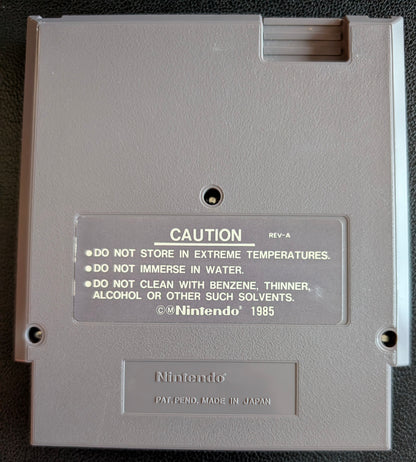 CAUTION REV-A
●DO NOT STORE IN EXTREME TEMPERATURES.
●DO NOT IMMERSE IN WATER.
●DO NOT CLEAN WITH BENZENE, THINNER,
ALCOHOL OR OTHER SUCH SOLVENTS.
©ⓂNintendo® 1985
Nintendo®
PAT. PEND. MADE IN JAPAN